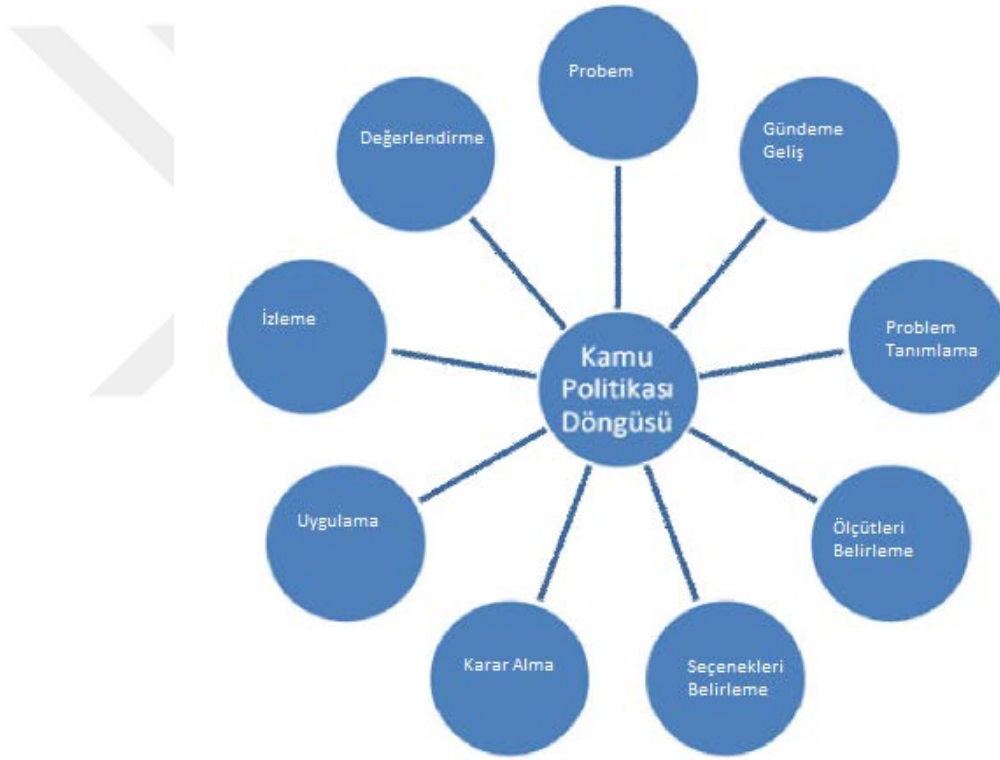 Probem
Gündeme
Geliş
Problem
Tanımlama
Ölçütleri
Belirleme
Seçenekleri
Belirleme
Karar Alma
Uygulama
İzleme
Değerlendirme
Kamu
Politikası
Döngüsü